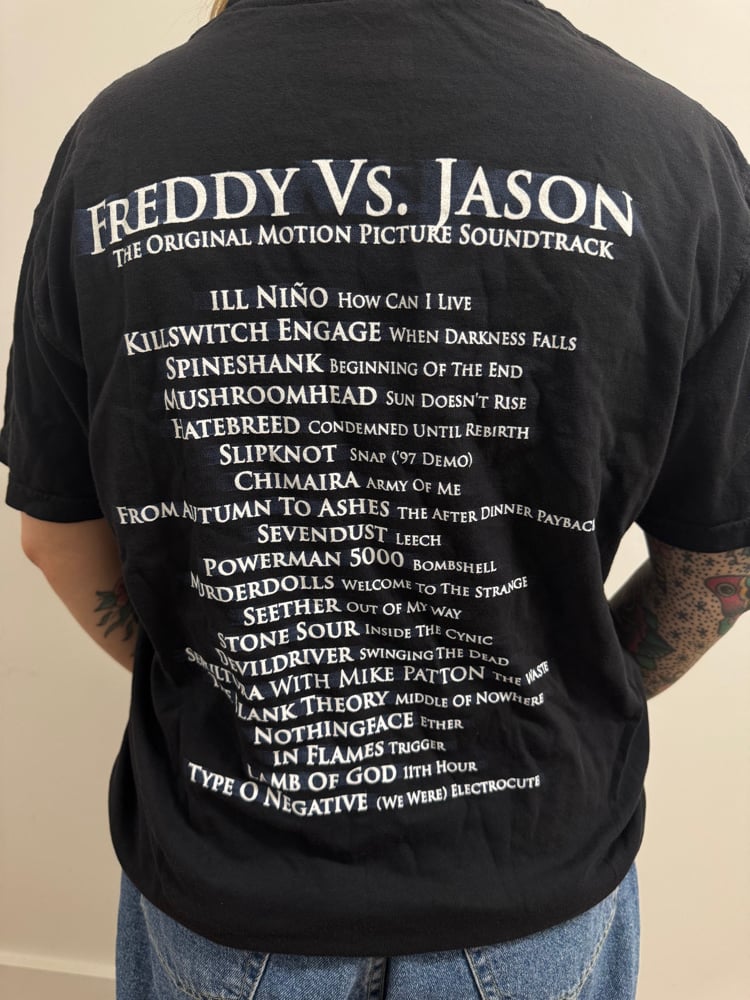 FREDDY VS. JASON
THE ORIGINAL MOTION PICTURE SOUNDTRACK
ILL NIÑO HOW CAN I LIVE
KILLSWITCH ENGAGE WHEN DARKNESS FALLS
SPINESHANK BEGINNING OF THE END
MUSHROOMHEAD SUN DOESN'T RISE
HATEBREED CONDEMNED UNTIL REBIRTH
SLIPKNOT SNAP ('97 DEMO)
CHIMAIRA ARMY OF ME
FROM AUTUMN TO ASHES THE AFTER DINNER PAYBACK
SEVENDUST LEECH
POWERMAN 5000 BOMBSHELL
MURDERDOLLS WELCOME TO THE STRANGE
SEETHER OUT OF MY WAY
STONE SOUR INSIDE THE CYNIC
DEVILDRIVER SWINGING THE DEAD
SEPULTURA WITH MIKE PATTON THE WASTE
THEORY MIDDLE OF NOWHERE
NOTHINGFACE ETHER
IN FLAMES TRIGGER
LAMB OF GOD 11TH HOUR
TYPE O NEGATIVE (WE WERE) ELECTROCUTE